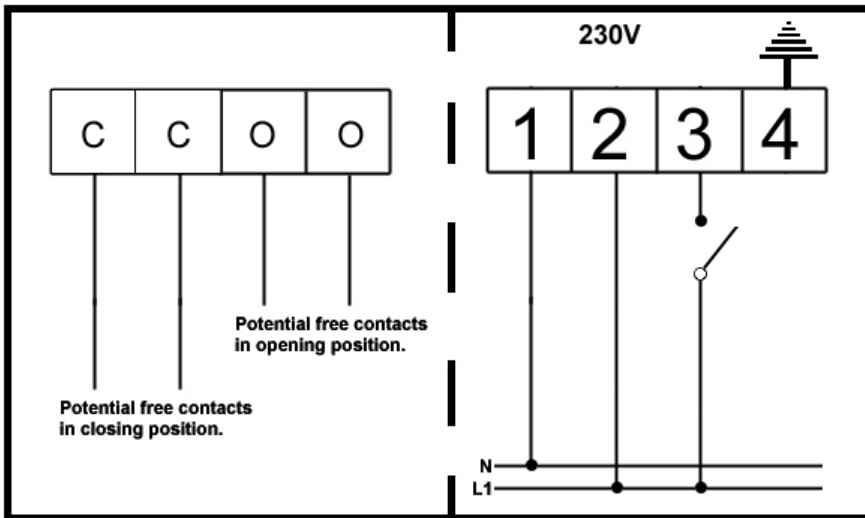 230V
C C O O
1 2 3 4
Potential free contacts
in opening position.
Potential free contacts
in closing position.
N
L1